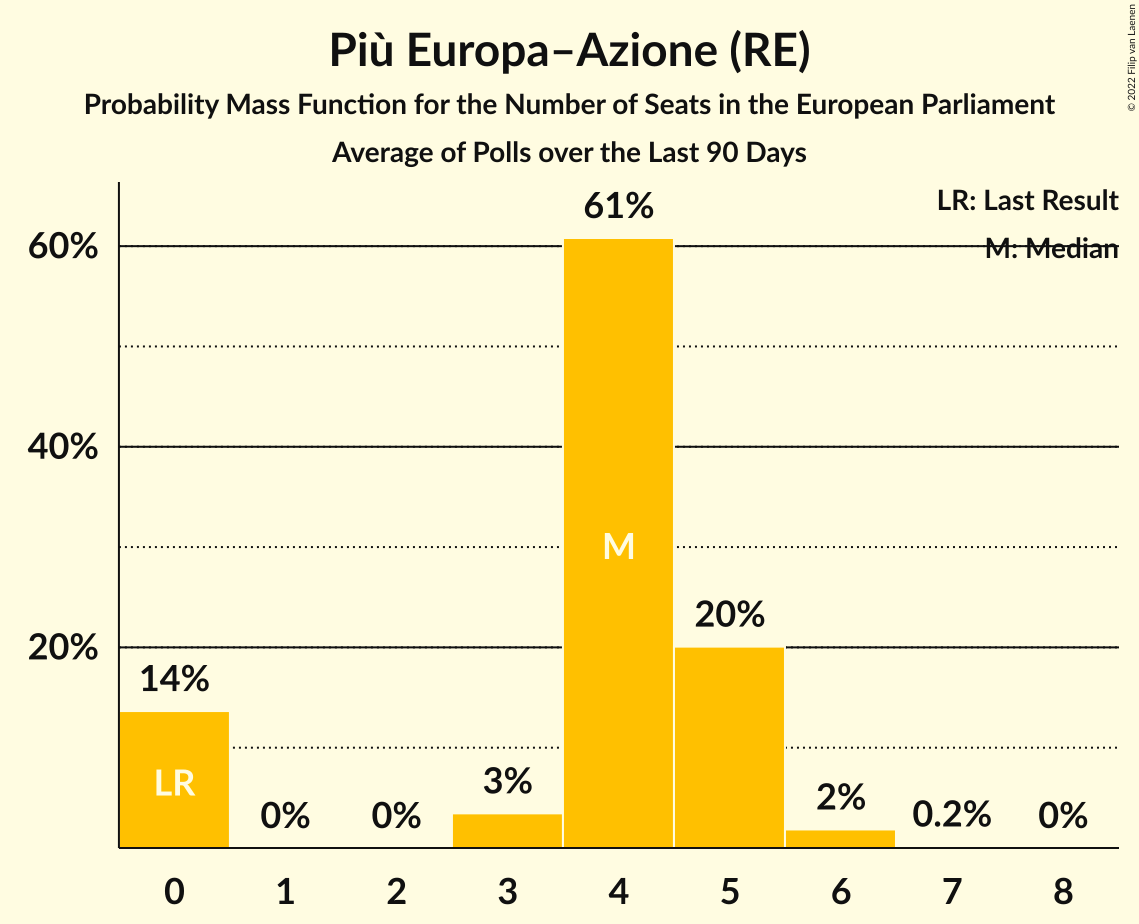 Più Europa–Azione (RE)
Probability Mass Function for the Number of Seats in the European Parliament
Average of Polls over the Last 90 Days
© 2022 Filip van Laenen
LR: Last Result
M: Median
60%
40%
20%
14%
0%
0%
3%
61%
20%
2%
0.2%
0%
LR
M
0 1 2 3 4 5 6 7 8